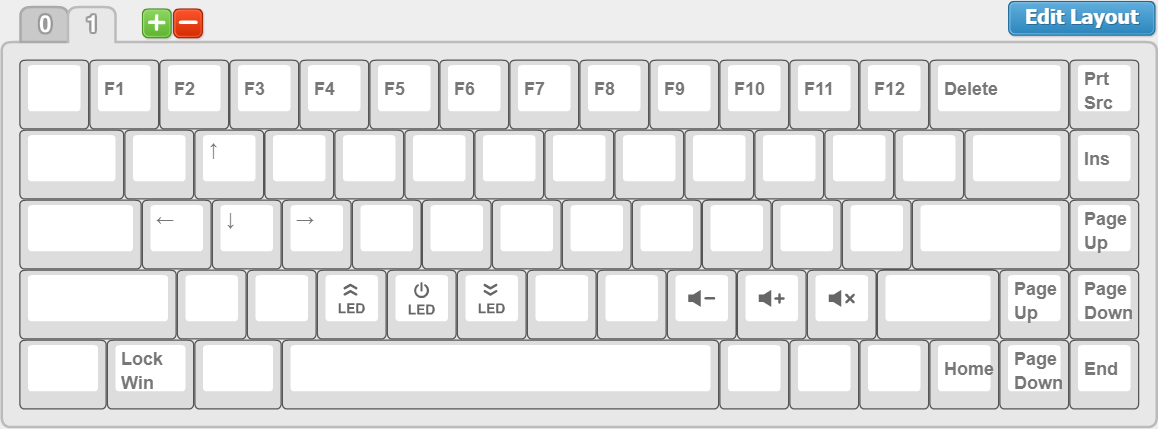 0 1 + − Edit Layout
F1 F2 F3 F4 F5 F6 F7 F8 F9 F10 F11 F12 Delete Prt
Src
↑ Ins
← ↓ → Page
Up
LED LED LED − + × Page
Up Page
Down
Lock
Win Home Page
Down End